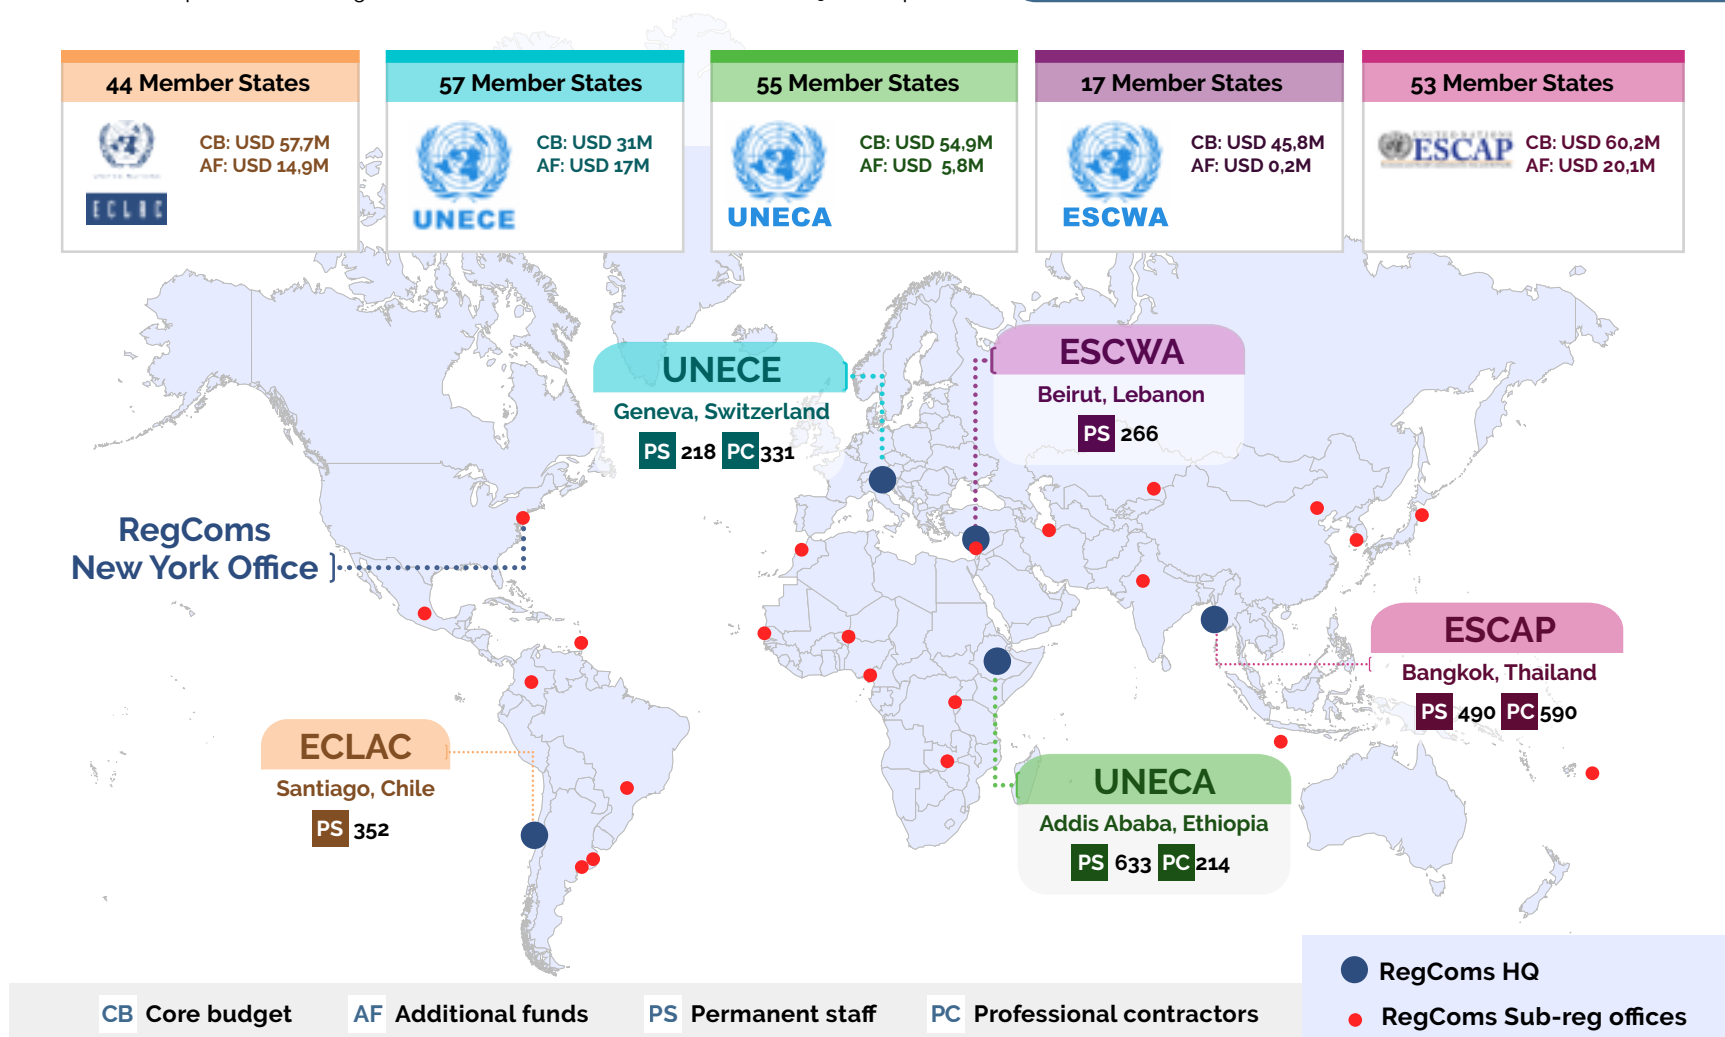 44 Member States
CB: USD 57,7M
AF: USD 14,9M
ECLAC
57 Member States
CB: USD 31M
AF: USD 17M
UNECE
55 Member States
CB: USD 54,9M
AF: USD 5,8M
UNECA
17 Member States
CB: USD 45,8M
AF: USD 0,2M
ESCWA
53 Member States
UNITED NATIONS
ESCAP
CB: USD 60,2M
AF: USD 20,1M
UNECE
Geneva, Switzerland
PS 218 PC 331
ESCWA
Beirut, Lebanon
PS 266
RegComs
New York Office
ESCAP
Bangkok, Thailand
PS 490 PC 590
ECLAC
Santiago, Chile
PS 352
UNECA
Addis Ababa, Ethiopia
PS 633 PC 214
RegComs HQ
RegComs Sub-reg offices
CB Core budget AF Additional funds PS Permanent staff PC Professional contractors